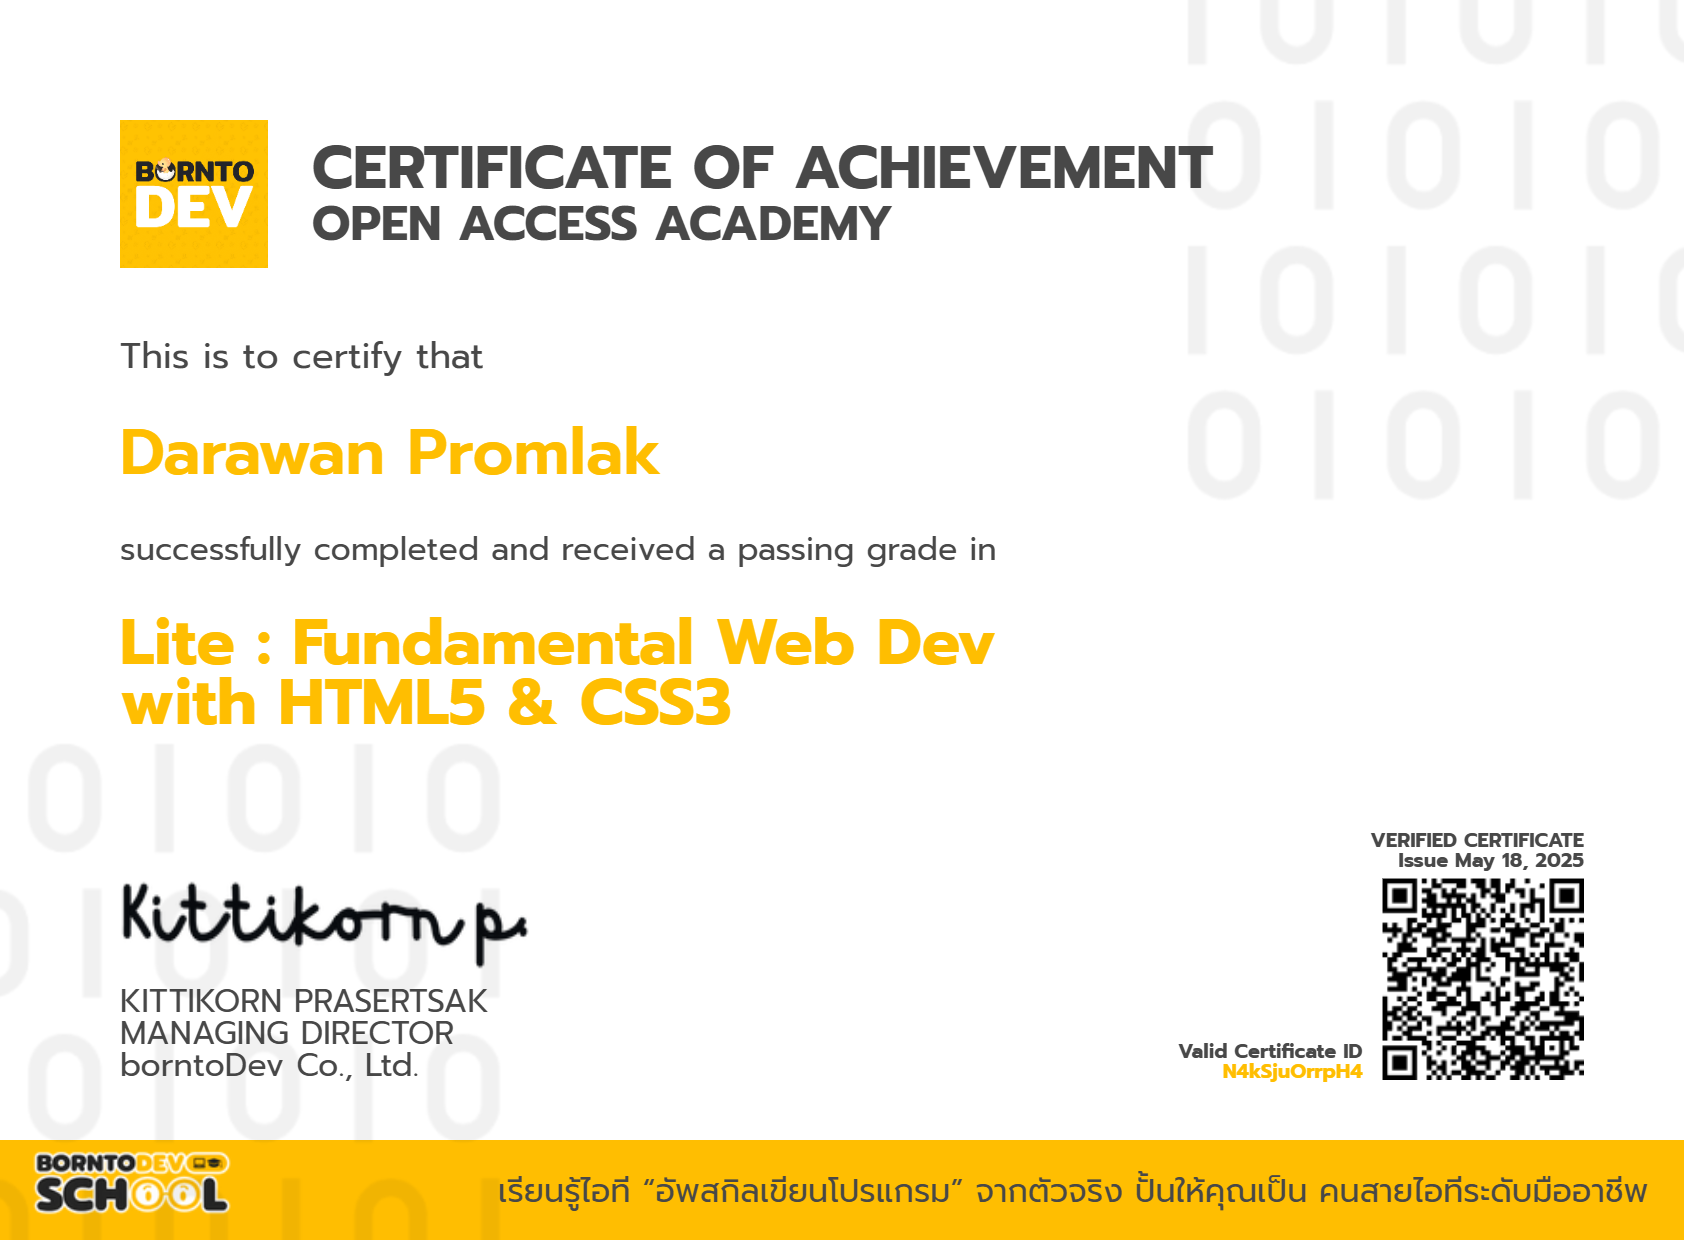 BORNTO
DEV
CERTIFICATE OF ACHIEVEMENT
OPEN ACCESS ACADEMY
This is to certify that
Darawan Promlak
successfully completed and received a passing grade in
Lite : Fundamental Web Dev
with HTML5 & CSS3
Kittikorn p.
KITTIKORN PRASERTSAK
MANAGING DIRECTOR
borntoDev Co., Ltd.
VERIFIED CERTIFICATE
Issue May 18, 2025
Valid Certificate ID
N4kSjuOrrpH4
BORNTODEV
SCHOOL
เรียนรู้ไอที “อัพสกิลเขียนโปรแกรม” จากตัวจริง ปั้นให้คุณเป็น คนสายไอทีระดับมืออาชีพ